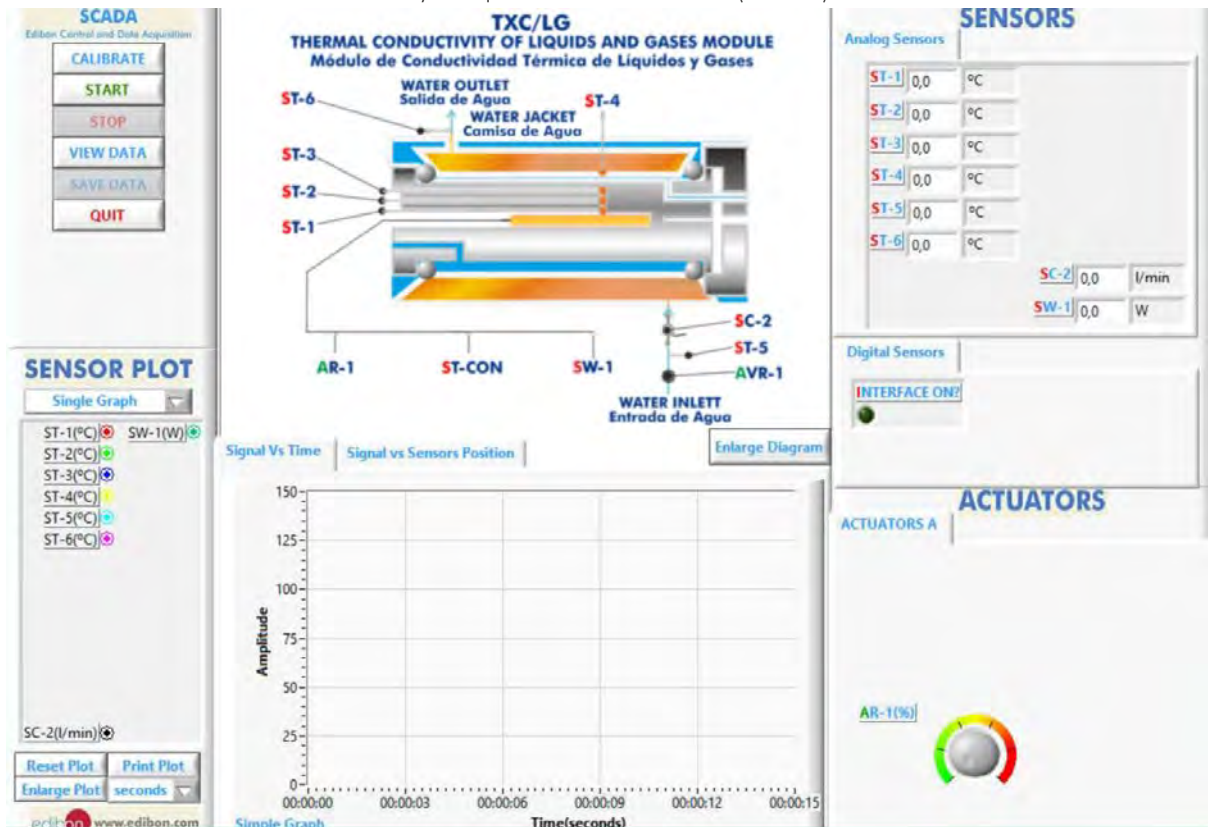 SCADA
Edibon Control and Data Acquisition
CALIBRATE
START
STOP
VIEW DATA
SAVE DATA
QUIT
TXC/LG
THERMAL CONDUCTIVITY OF LIQUIDS AND GASES MODULE
Módulo de Conductividad Térmica de Líquidos y Gases
WATER OUTLET
Salida de Agua
ST-6
ST-4
WATER JACKET
Camisa de Agua
ST-3
ST-2
ST-1
SC-2
ST-5
AR-1
ST-CON
SW-1
AVR-1
WATER INLETT
Entrada de Agua
Enlarge Diagram
SENSORS
Analog Sensors
ST-1 0,0 ºC
ST-2 0,0 ºC
ST-3 0,0 ºC
ST-4 0,0 ºC
ST-5 0,0 ºC
ST-6 0,0 ºC
SC-2 0,0 l/min
SW-1 0,0 W
Digital Sensors
INTERFACE ON?
ACTUATORS
ACTUATORS A
AR-1(%)
SENSOR PLOT
Single Graph
ST-1(ºC) SW-1(W)
ST-2(ºC)
ST-3(ºC)
ST-4(ºC)
ST-5(ºC)
ST-6(ºC)
SC-2(l/min)
Reset Plot Print Plot
Enlarge Plot seconds
edibon www.edibon.com
Signal Vs Time Signal vs Sensors Position
Amplitude
150
125
100
75
50
25
0
00:00:00 00:00:03 00:00:06 00:00:09 00:00:12 00:00:15
Simple Graph Time(seconds)